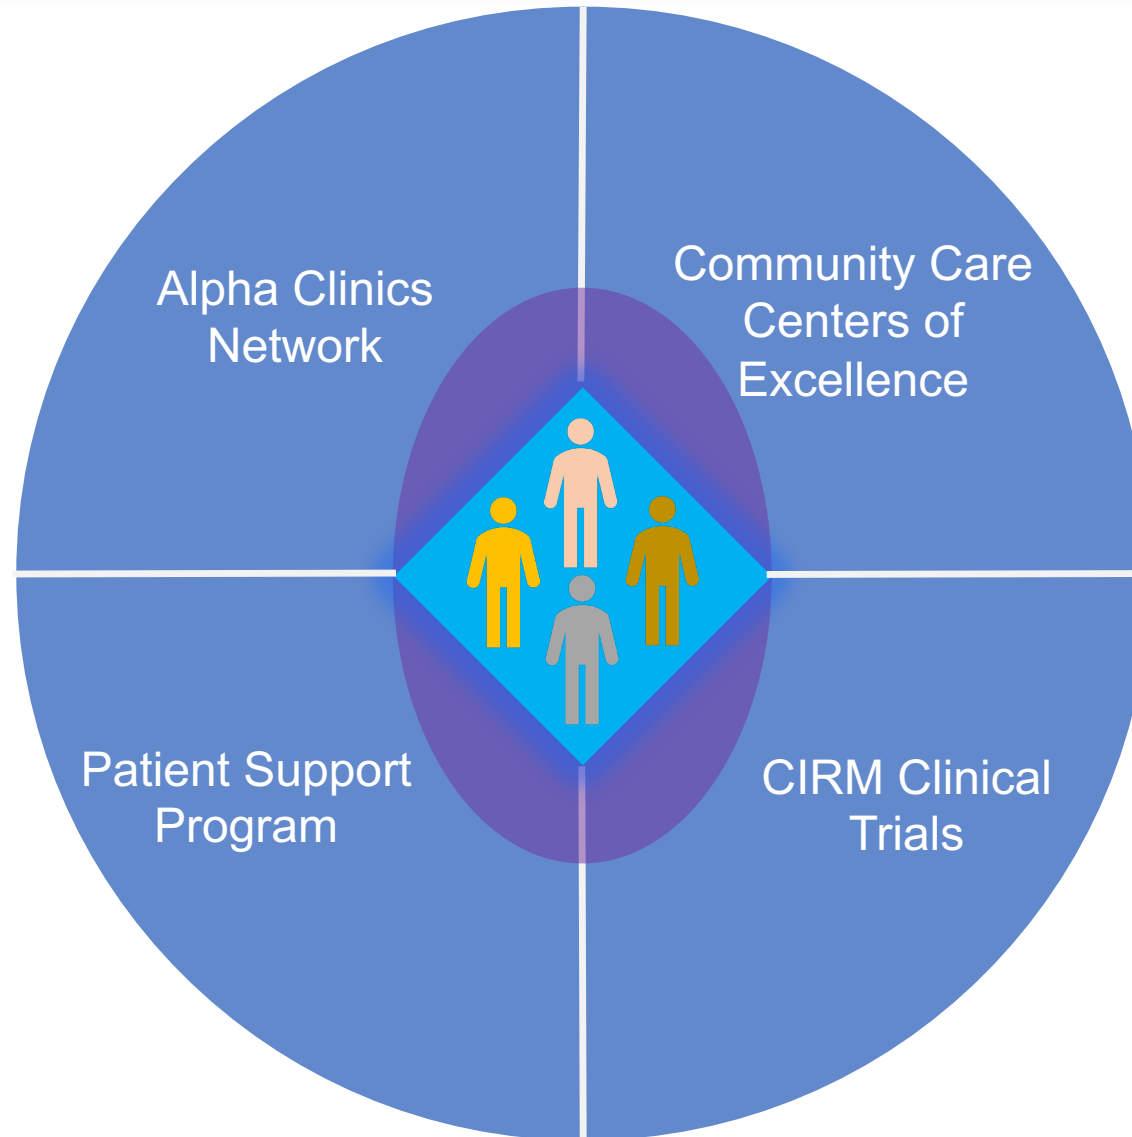 Alpha Clinics
Network
Community Care
Centers of
Excellence
Patient Support
Program
CIRM Clinical
Trials